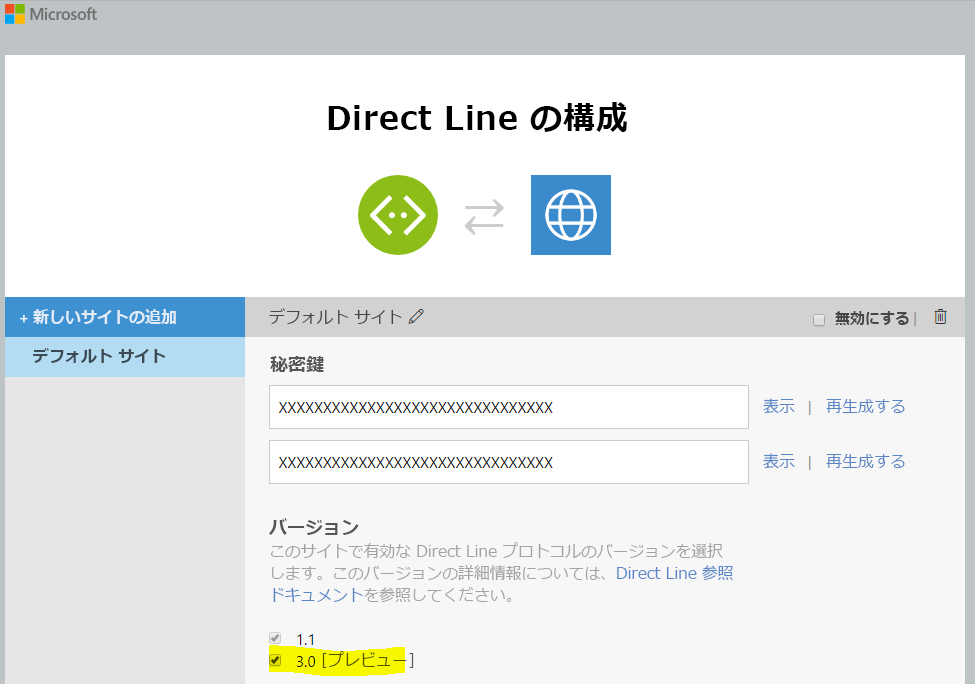 Microsoft
Direct Line の構成
+ 新しいサイトの追加
デフォルト サイト
デフォルト サイト
無効にする |
秘密鍵
XXXXXXXXXXXXXXXXXXXXXXXXXXXXXXX
表示 | 再生成する
XXXXXXXXXXXXXXXXXXXXXXXXXXXXXXX
表示 | 再生成する
バージョン
このサイトで有効な Direct Line プロトコルのバージョンを選択
します。このバージョンの詳細情報については、Direct Line 参照
ドキュメントを参照してください。
1.1
3.0 [プレビュー]